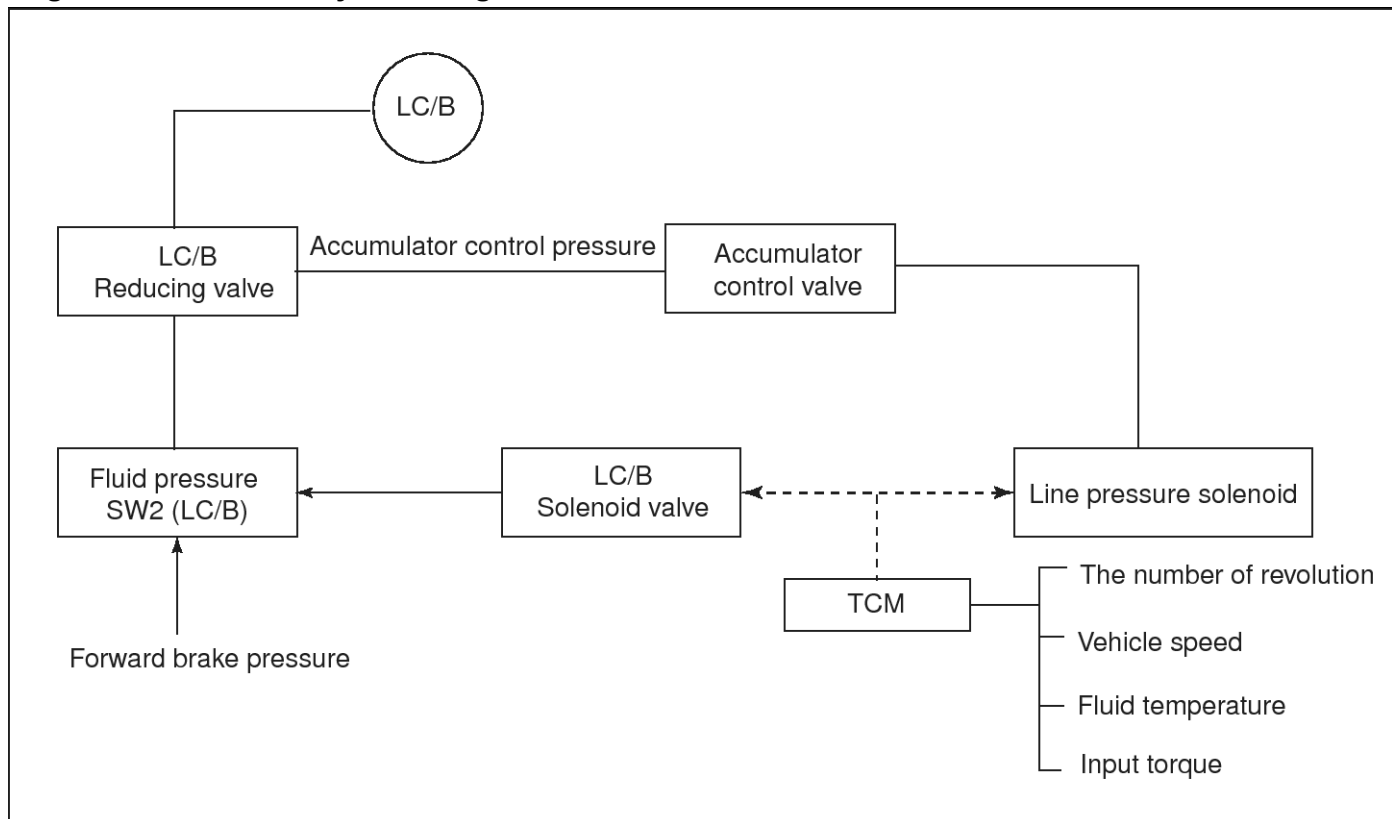 LC/B
LC/B
Reducing valve
Accumulator control pressure
Accumulator
control valve
Fluid pressure
SW2 (LC/B)
LC/B
Solenoid valve
Line pressure solenoid
TCM
The number of revolution
Vehicle speed
Fluid temperature
Input torque
Forward brake pressure